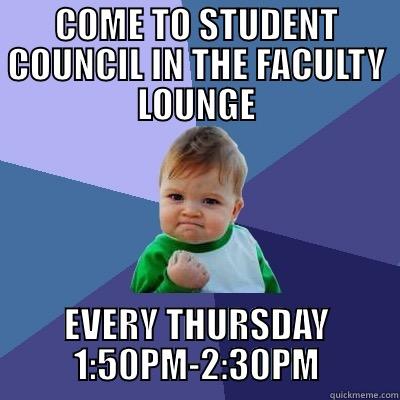 COME TO STUDENT
COUNCIL IN THE FACULTY
LOUNGE
EVERY THURSDAY
1:50PM-2:30PM
quickmeme.com